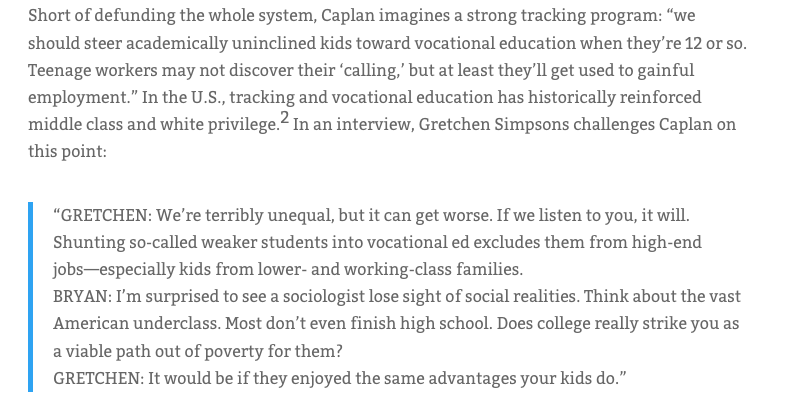 Short of defunding the whole system, Caplan imagines a strong tracking program: “we
should steer academically uninclined kids toward vocational education when they’re 12 or so.
Teenage workers may not discover their ‘calling,’ but at least they’ll get used to gainful
employment.” In the U.S., tracking and vocational education has historically reinforced
middle class and white privilege.2 In an interview, Gretchen Simpsons challenges Caplan on
this point:
“GRETCHEN: We’re terribly unequal, but it can get worse. If we listen to you, it will.
Shunting so-called weaker students into vocational ed excludes them from high-end
jobs—especially kids from lower- and working-class families.
BRYAN: I’m surprised to see a sociologist lose sight of social realities. Think about the vast
American underclass. Most don’t even finish high school. Does college really strike you as
a viable path out of poverty for them?
GRETCHEN: It would be if they enjoyed the same advantages your kids do.”